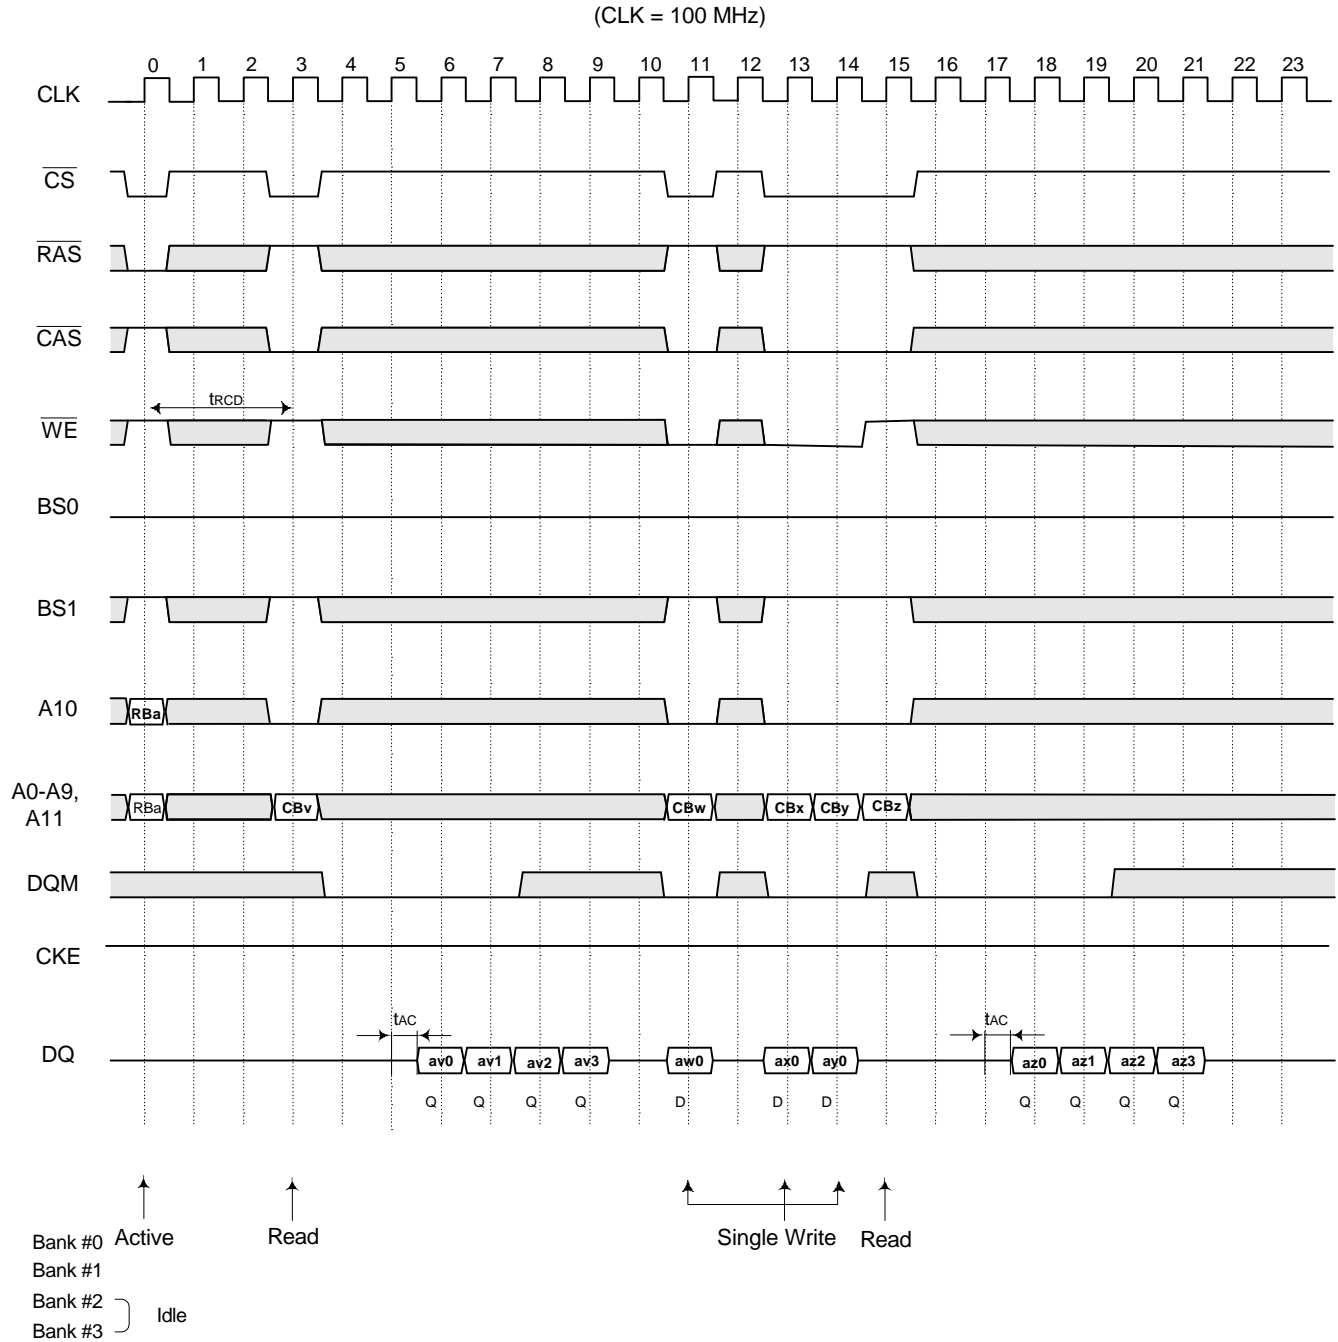 (CLK = 100 MHz)
0 1 2 3 4 5 6 7 8 9 10 11 12 13 14 15 16 17 18 19 20 21 22 23
CLK
CS
RAS
CAS
tRCD
WE
BS0
BS1
A10
RBa
A0-A9,
A11
RBa CBv CBw CBx CBy CBz
DQM
CKE
tAC tAC
DQ
av0 av1 av2 av3 aw0 ax0 ay0 az0 az1 az2 az3
Q Q Q Q D D D Q Q Q Q
Bank #0 Active Read Single Write Read
Bank #1
Bank #2
Idle
Bank #3